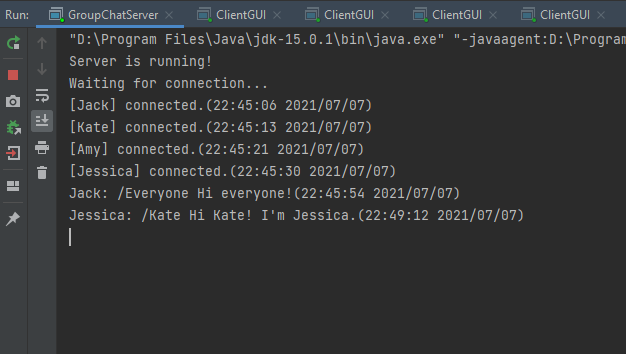 Run: GroupChatServer ClientGUI ClientGUI ClientGUI ClientGUI
"D:\Program Files\Java\jdk-15.0.1\bin\java.exe" "-javaagent:D:\Program
Server is running!
Waiting for connection...
[Jack] connected.(22:45:06 2021/07/07)
[Kate] connected.(22:45:13 2021/07/07)
[Amy] connected.(22:45:21 2021/07/07)
[Jessica] connected.(22:45:30 2021/07/07)
Jack: /Everyone Hi everyone!(22:45:54 2021/07/07)
Jessica: /Kate Hi Kate! I'm Jessica.(22:49:12 2021/07/07)